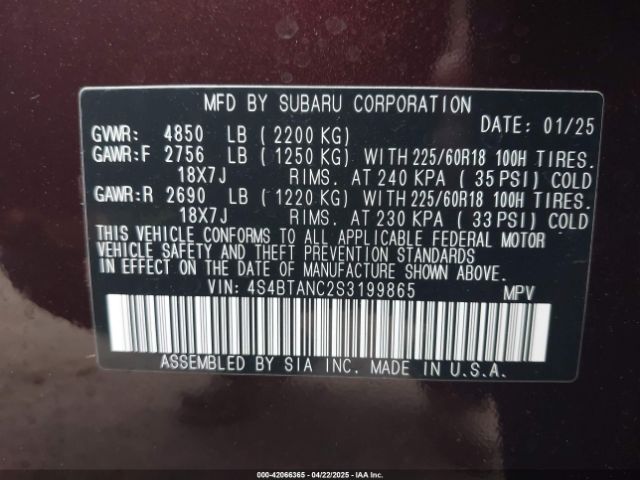 MFD BY SUBARU CORPORATION
DATE: 01/25
GVWR: 4850 LB (2200 KG)
GAWR:F 2756 LB (1250 KG) WITH 225/60R18 100H TIRES.
18X7J RIMS. AT 240 KPA (35 PSI) COLD
GAWR:R 2690 LB (1220 KG) WITH 225/60R18 100H TIRES.
18X7J RIMS. AT 230 KPA (33 PSI) COLD
THIS VEHICLE CONFORMS TO ALL APPLICABLE FEDERAL MOTOR
VEHICLE SAFETY AND THEFT PREVENTION STANDARDS
IN EFFECT ON THE DATE OF MANUFACTURE SHOWN ABOVE.
VIN: 4S4BTANC2S3199865 MPV
ASSEMBLED BY SIA INC. MADE IN U.S.A.
000-42066365 - 04/22/2025 - IAA Inc.